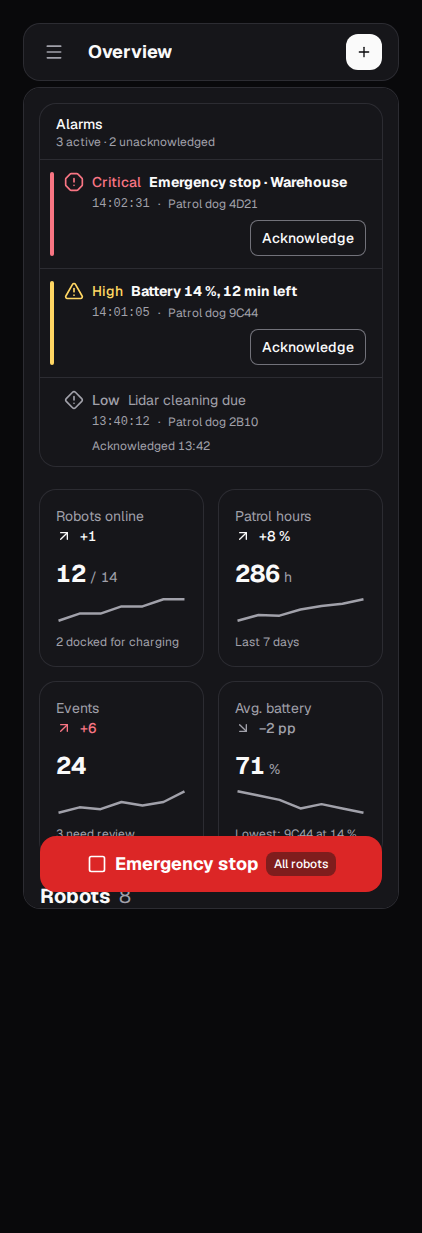 Overview
Alarms
3 active · 2 unacknowledged
Critical Emergency stop · Warehouse
14:02:31 · Patrol dog 4D21
Acknowledge
High Battery 14 %, 12 min left
14:01:05 · Patrol dog 9C44
Acknowledge
Low Lidar cleaning due
13:40:12 · Patrol dog 2B10
Acknowledged 13:42
Robots online
+1
12 / 14
2 docked for charging
Patrol hours
+8 %
286 h
Last 7 days
Events
+6
24
3 need review
Avg. battery
−2 pp
71 %
Lowest: 9C44 at 14 %
Emergency stop All robots
Robots 8